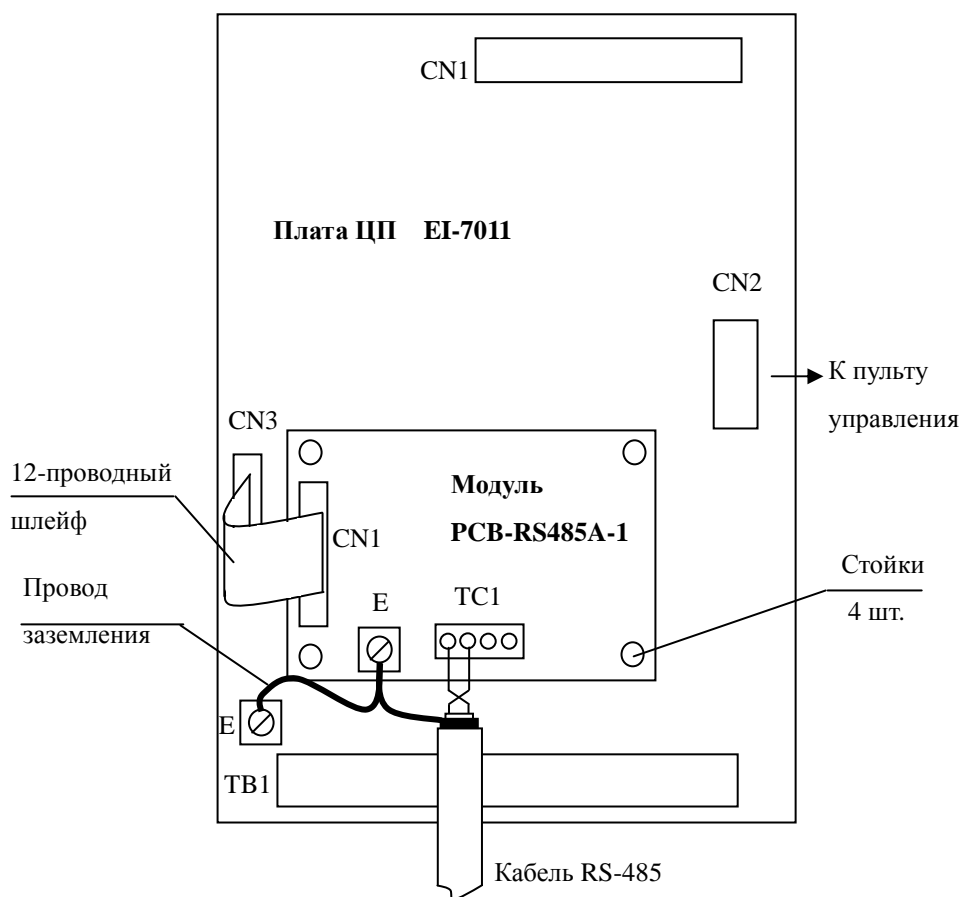 CN1
Плата ЦП EI-7011
CN2
К пульту
управления
CN3
12-проводный
шлейф
Модуль
PCB-RS485A-1
CN1
Стойки
4 шт.
Провод
заземления
E
TC1
E
TB1
Кабель RS-485